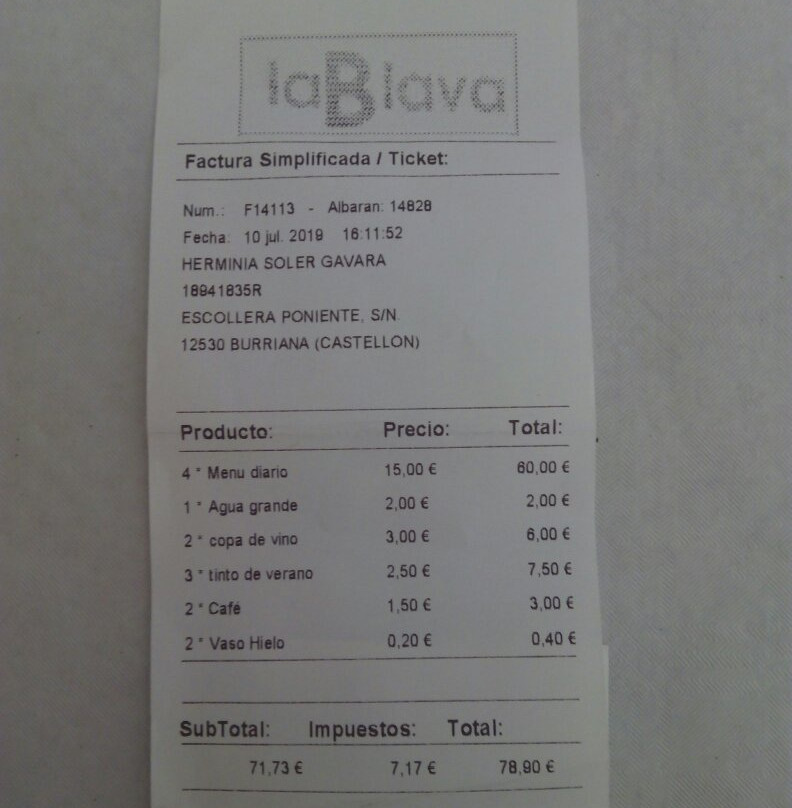 laBlava
Factura Simplificada / Ticket:
Num.: F14113 - Albaran: 14828
Fecha: 10 jul. 2019 16:11:52
HERMINIA SOLER GAVARA
18941835R
ESCOLLERA PONIENTE, S/N.
12530 BURRIANA (CASTELLON)
Producto: Precio: Total:
4 * Menu diario 15,00 € 60,00 €
1 * Agua grande 2,00 € 2,00 €
2 * copa de vino 3,00 € 6,00 €
3 * tinto de verano 2,50 € 7,50 €
2 * Café 1,50 € 3,00 €
2 * Vaso Hielo 0,20 € 0,40 €
SubTotal: Impuestos: Total:
71,73 € 7,17 € 78,90 €